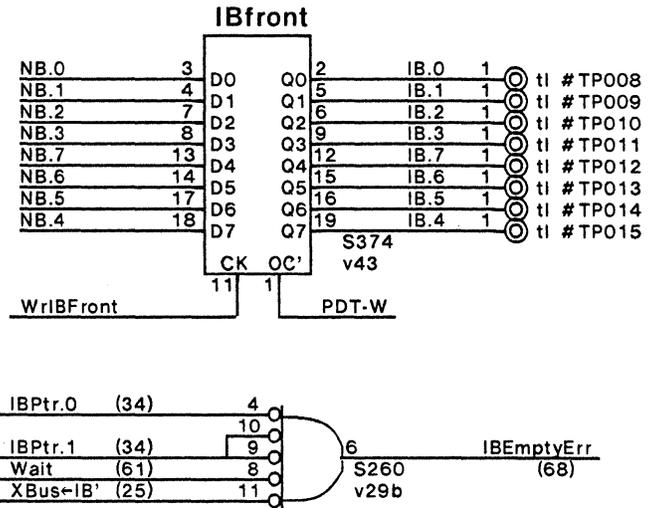 IBfront
NB.0 3 D0 Q0 2 IB.0 1 tl #TP008
NB.1 4 D1 Q1 5 IB.1 1 tl #TP009
NB.2 7 D2 Q2 6 IB.2 1 tl #TP010
NB.3 8 D3 Q3 9 IB.3 1 tl #TP011
NB.7 13 D4 Q4 12 IB.7 1 tl #TP012
NB.6 14 D5 Q5 15 IB.6 1 tl #TP013
NB.5 17 D6 Q6 16 IB.5 1 tl #TP014
NB.4 18 D7 Q7 19 IB.4 1 tl #TP015
S374
CK OC' v43
11 1
WrIBFront PDT-W
IBPtr.0 (34) 4
10
IBPtr.1 (34) 9 6 IBEmptyErr
Wait (61) 8 S260 (68)
XBus←IB' (25) 11 v29b